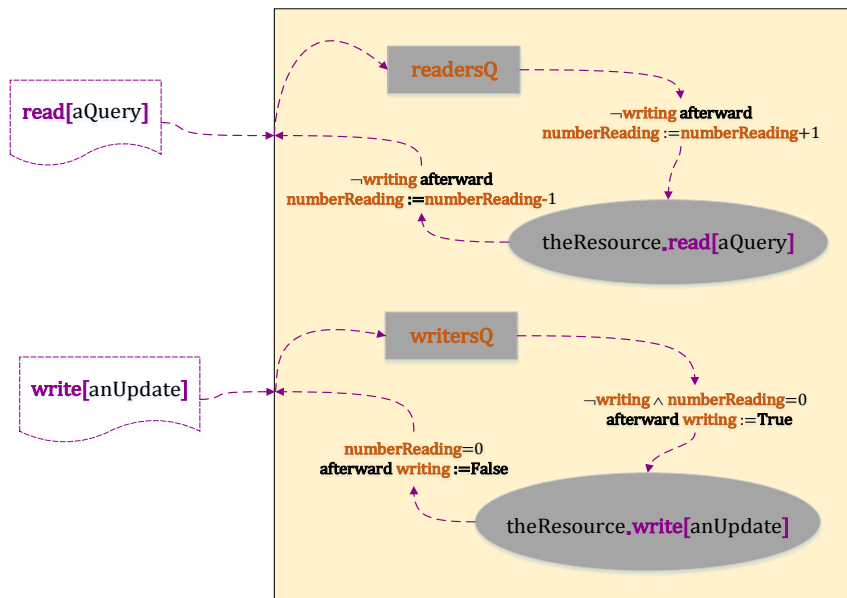 readersQ
read[aQuery]
¬writing afterward
numberReading :=numberReading+1
¬writing afterward
numberReading :=numberReading-1
theResource.read[aQuery]
writersQ
write[anUpdate]
¬writing ∧ numberReading=0
afterward writing :=True
numberReading=0
afterward writing :=False
theResource.write[anUpdate]